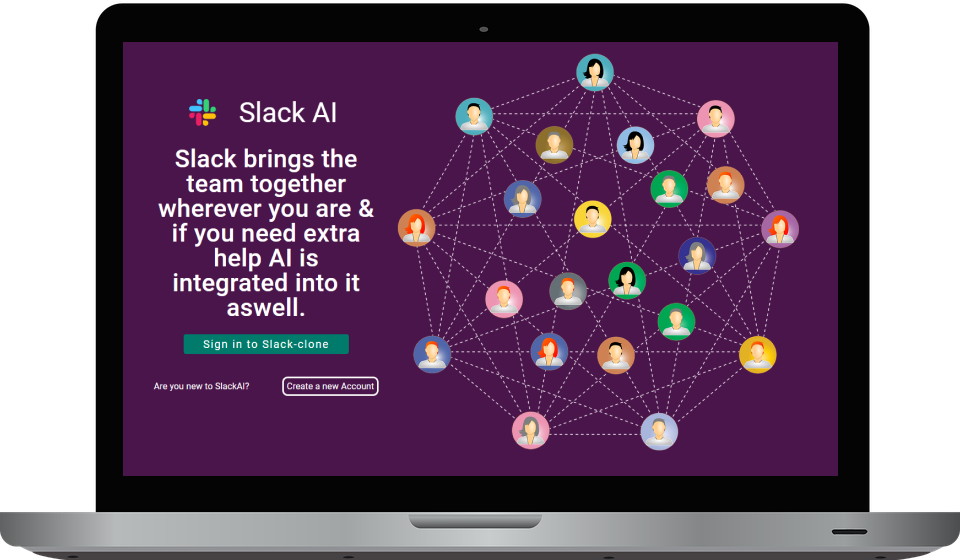 Slack AI
Slack brings the
team together
wherever you are &
if you need extra
help AI is
integrated into it
aswell.
Sign in to Slack-clone
Are you new to SlackAI?
Create a new Account